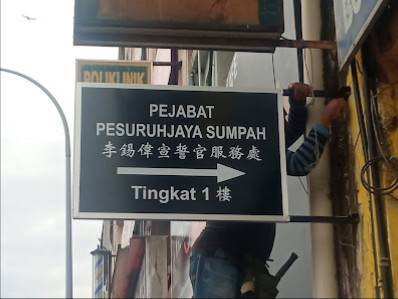 POLIKLINIK
PEJABAT
PESURUHJAYA SUMPAH
李錫偉宣誓官服務處
Tingkat 1 樓